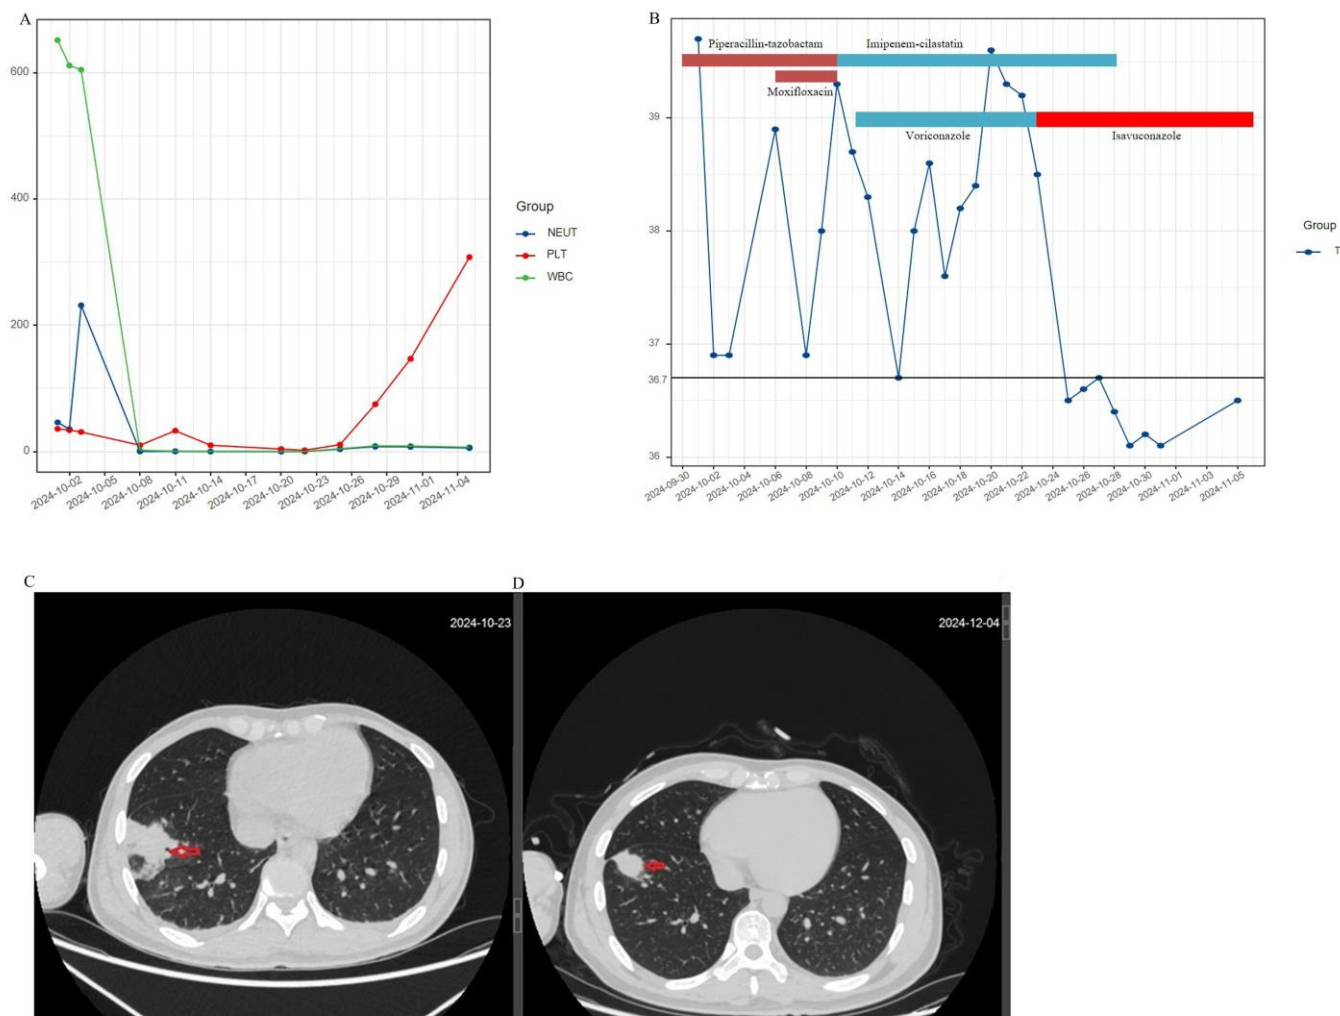 A
600
400
200
0
2024-10-02
2024-10-05
2024-10-08
2024-10-11
2024-10-14
2024-10-17
2024-10-20
2024-10-23
2024-10-26
2024-10-29
2024-11-01
2024-11-04
Group
NEUT
PLT
WBC
B
Piperacillin-tazobactam
Imipenem-cilastatin
Moxifloxacin
Voriconazole
Isavuconazole
39
38
37
36.7
36
2024-09-30
2024-10-02
2024-10-04
2024-10-06
2024-10-08
2024-10-10
2024-10-12
2024-10-14
2024-10-16
2024-10-18
2024-10-20
2024-10-22
2024-10-24
2024-10-26
2024-10-28
2024-10-30
2024-11-01
2024-11-03
2024-11-05
Group
T
C
2024-10-23
D
2024-12-04